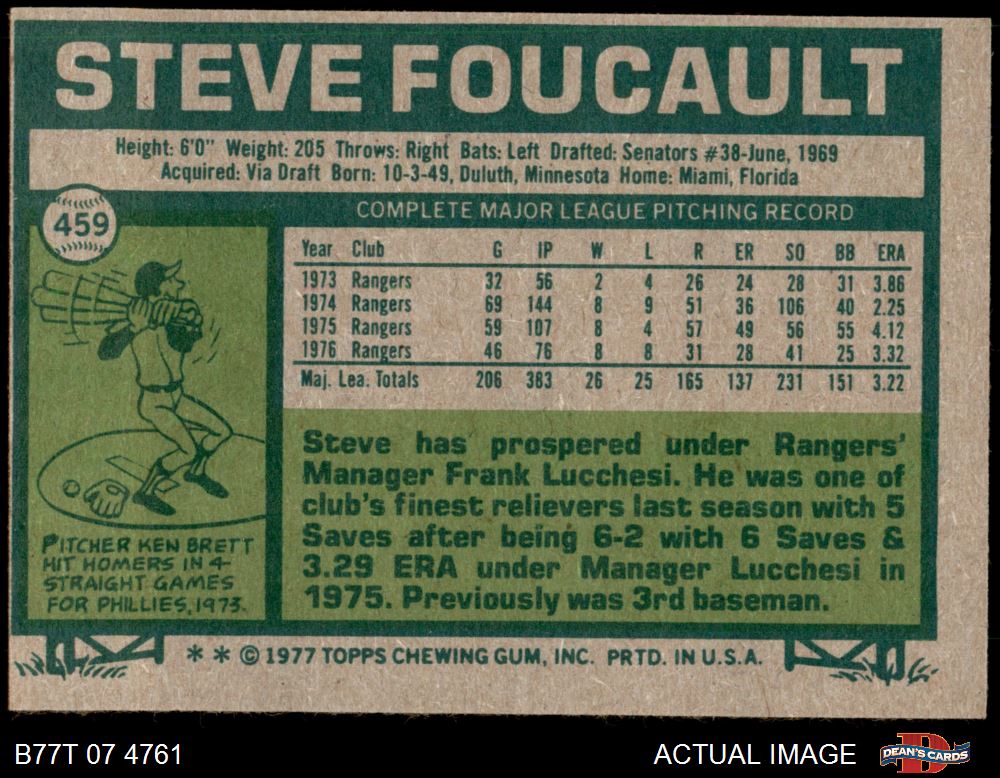 STEVE FOUCAULT
Height: 6'0" Weight: 205 Throws: Right Bats: Left Drafted: Senators #38-June, 1969
Acquired: Via Draft Born: 10-3-49, Duluth, Minnesota Home: Miami, Florida
459
COMPLETE MAJOR LEAGUE PITCHING RECORD
Year Club G IP W L R ER SO BB ERA
1973 Rangers 32 56 2 4 26 24 28 31 3.86
1974 Rangers 69 144 8 9 51 36 106 40 2.25
1975 Rangers 59 107 8 4 57 49 56 55 4.12
1976 Rangers 46 76 8 8 31 28 41 25 3.32
Maj. Lea. Totals 206 383 26 25 165 137 231 151 3.22
Steve has prospered under Rangers'
Manager Frank Lucchesi. He was one of
club's finest relievers last season with 5
Saves after being 6-2 with 6 Saves &
3.29 ERA under Manager Lucchesi in
1975. Previously was 3rd baseman.
PITCHER KEN BRETT
HIT HOMERS IN 4-
STRAIGHT GAMES
FOR PHILLIES, 1973.
* * © 1977 TOPPS CHEWING GUM, INC. PRTD. IN U.S.A.
B77T 07 4761
ACTUAL IMAGE
D
DEAN'S CARDS